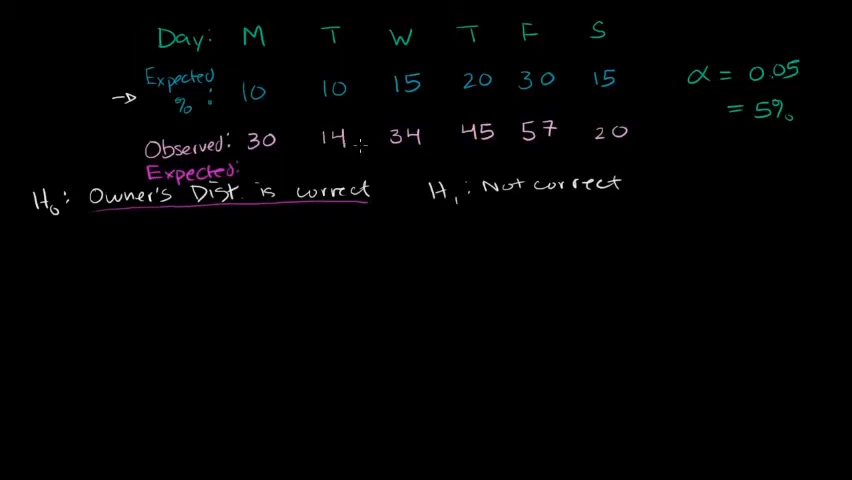 Day: M T W T F S
Expected % : 10 10 15 20 30 15
α = 0.05
= 5%
Observed: 30 14 34 45 57 20
Expected:
H₀: Owner's Dist. is correct H₁: Not correct